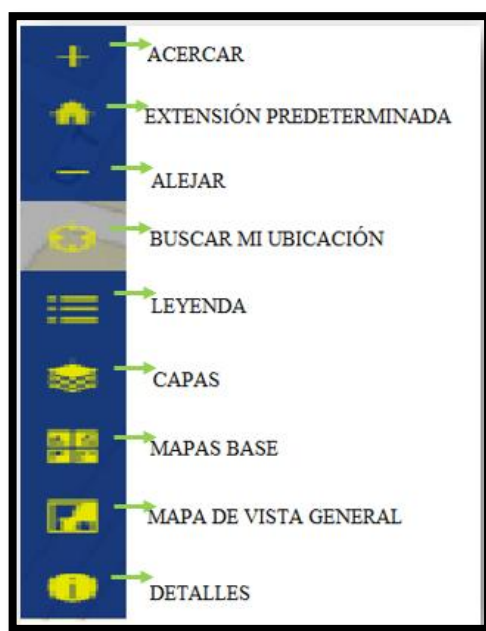 ACERCAR
EXTENSIÓN PREDETERMINADA
ALEJAR
BUSCAR MI UBICACIÓN
LEYENDA
CAPAS
MAPAS BASE
MAPA DE VISTA GENERAL
DETALLES